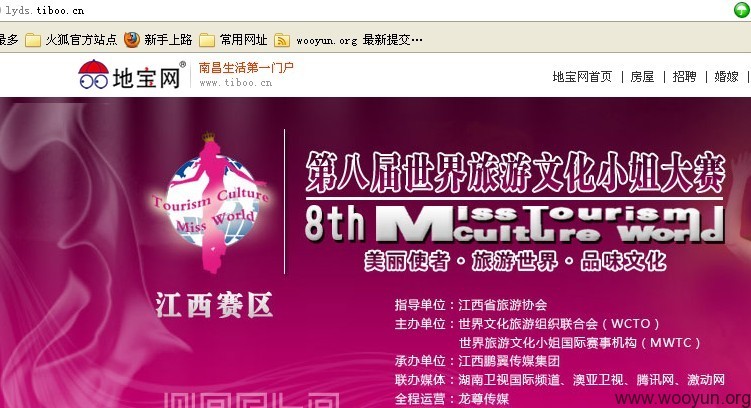 lyds.tiboo.cn
最多 火狐官方站点 新手上路 常用网址 wooyun.org 最新提交…
地宝网® 南昌生活第一门户
www.tiboo.cn
地宝网首页 | 房屋 | 招聘 | 婚嫁 |
第八届世界旅游文化小姐大赛
8th Miss Tourism
culture World
美丽使者·旅游世界·品味文化
Tourism Culture
Miss World
江西赛区
指导单位：江西省旅游协会
主办单位：世界文化旅游组织联合会（WCTO）
世界旅游文化小姐国际赛事机构（MWTC）
承办单位：江西鹏翼传媒集团
联办媒体：湖南卫视国际频道、澳亚卫视、腾讯网、激动网
全程运营：龙尊传媒
www.wooyun.org